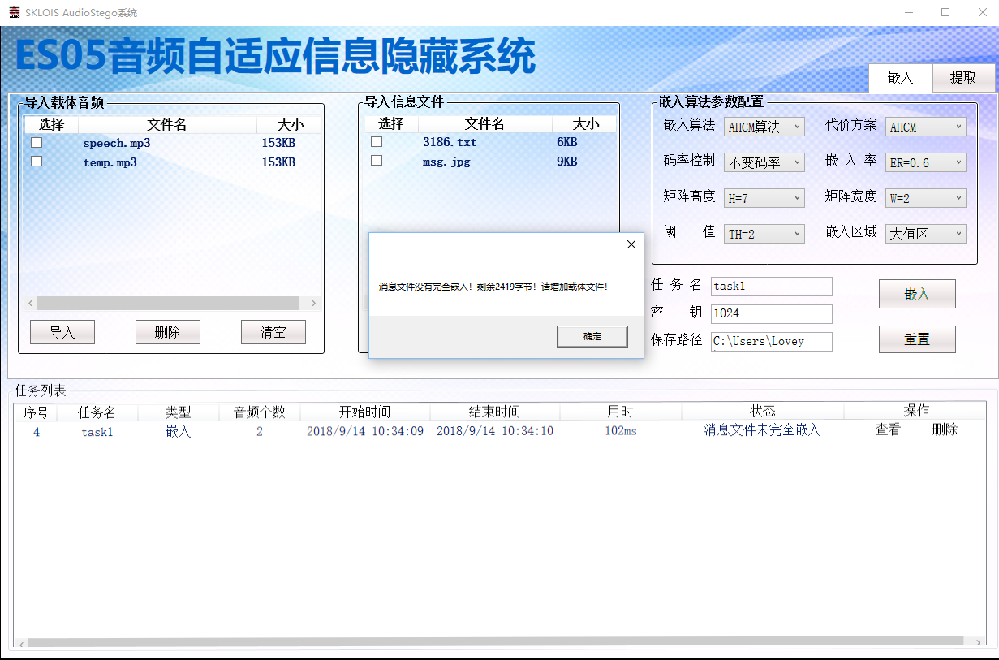 SKLOIS AudioStego系统
ES05音频自适应信息隐藏系统
嵌入 提取
导入载体音频
选择 文件名 大小
speech.mp3 153KB
temp.mp3 153KB
导入 删除 清空
导入信息文件
选择 文件名 大小
3186.txt 6KB
msg.jpg 9KB
嵌入算法参数配置
嵌入算法 AHCM算法 代价方案 AHCM
码率控制 不变码率 嵌入率 ER=0.6
矩阵高度 H=7 矩阵宽度 W=2
阈值 TH=2 嵌入区域 大值区
消息文件没有完全嵌入！剩余2419字节！请增加载体文件！
确定
任务名 task1
密钥 1024
保存路径 C:\Users\Lovey
嵌入
重置
任务列表
序号 任务名 类型 音频个数 开始时间 结束时间 用时 状态 操作
4 task1 嵌入 2 2018/9/14 10:34:09 2018/9/14 10:34:10 102ms 消息文件未完全嵌入 查看 删除